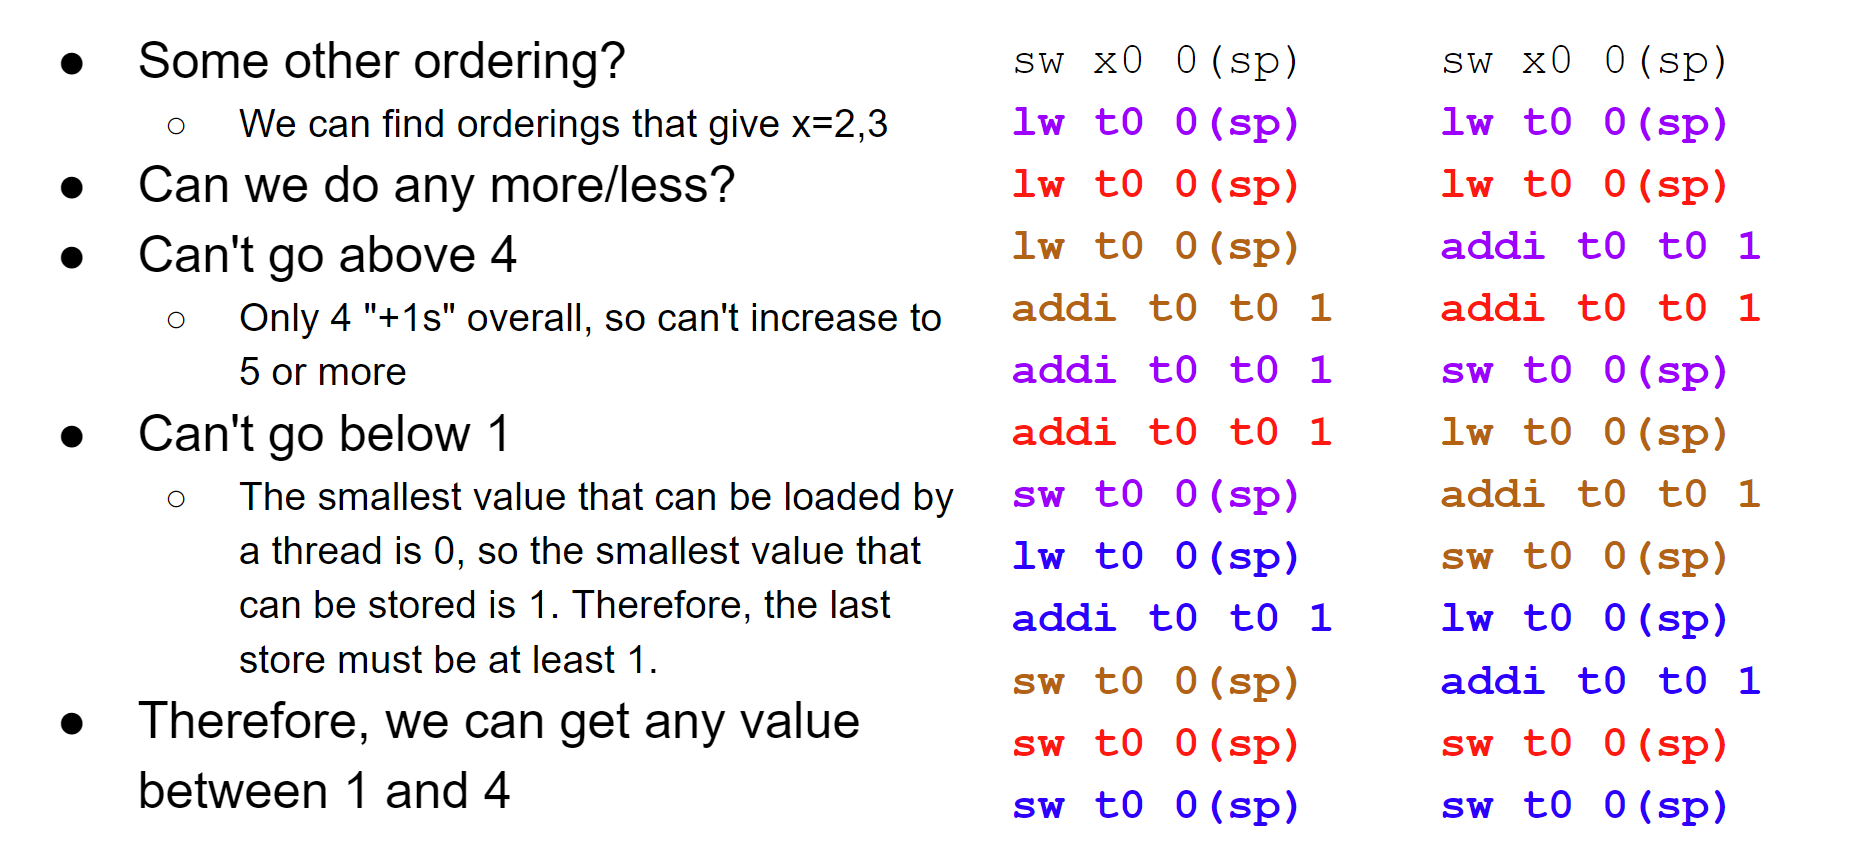 ● Some other ordering?
○ We can find orderings that give x=2,3
● Can we do any more/less?
● Can't go above 4
○ Only 4 "+1s" overall, so can't increase to
5 or more
● Can't go below 1
○ The smallest value that can be loaded by
a thread is 0, so the smallest value that
can be stored is 1. Therefore, the last
store must be at least 1.
● Therefore, we can get any value
between 1 and 4
sw x0 0(sp)
lw t0 0(sp)
lw t0 0(sp)
lw t0 0(sp)
addi t0 t0 1
addi t0 t0 1
addi t0 t0 1
sw t0 0(sp)
lw t0 0(sp)
addi t0 t0 1
sw t0 0(sp)
sw t0 0(sp)
sw t0 0(sp)
sw x0 0(sp)
lw t0 0(sp)
lw t0 0(sp)
addi t0 t0 1
addi t0 t0 1
sw t0 0(sp)
lw t0 0(sp)
addi t0 t0 1
sw t0 0(sp)
lw t0 0(sp)
addi t0 t0 1
sw t0 0(sp)
sw t0 0(sp)